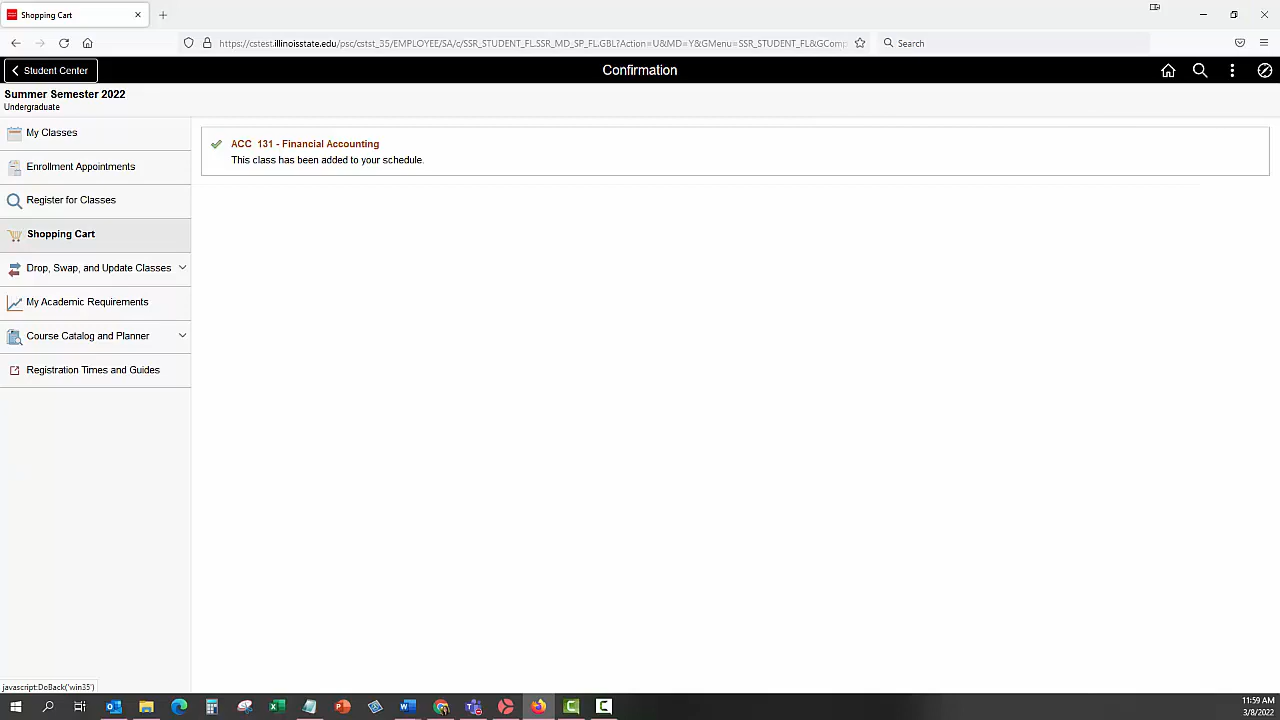 Shopping Cart
https://cstest.illinoisstate.edu/psc/cstst_35/EMPLOYEE/SA/c/SSR_STUDENT_FL.SSR_MD_SP_FL.GBL?Action=U&MD=Y&GMenu=SSR_STUDENT_FL&GComp
Search
Student Center
Confirmation
Summer Semester 2022
Undergraduate
My Classes
Enrollment Appointments
Register for Classes
Shopping Cart
Drop, Swap, and Update Classes
My Academic Requirements
Course Catalog and Planner
Registration Times and Guides
ACC 131 - Financial Accounting
This class has been added to your schedule.
javascript:DoBack('win35')
11:59 AM
3/8/2022